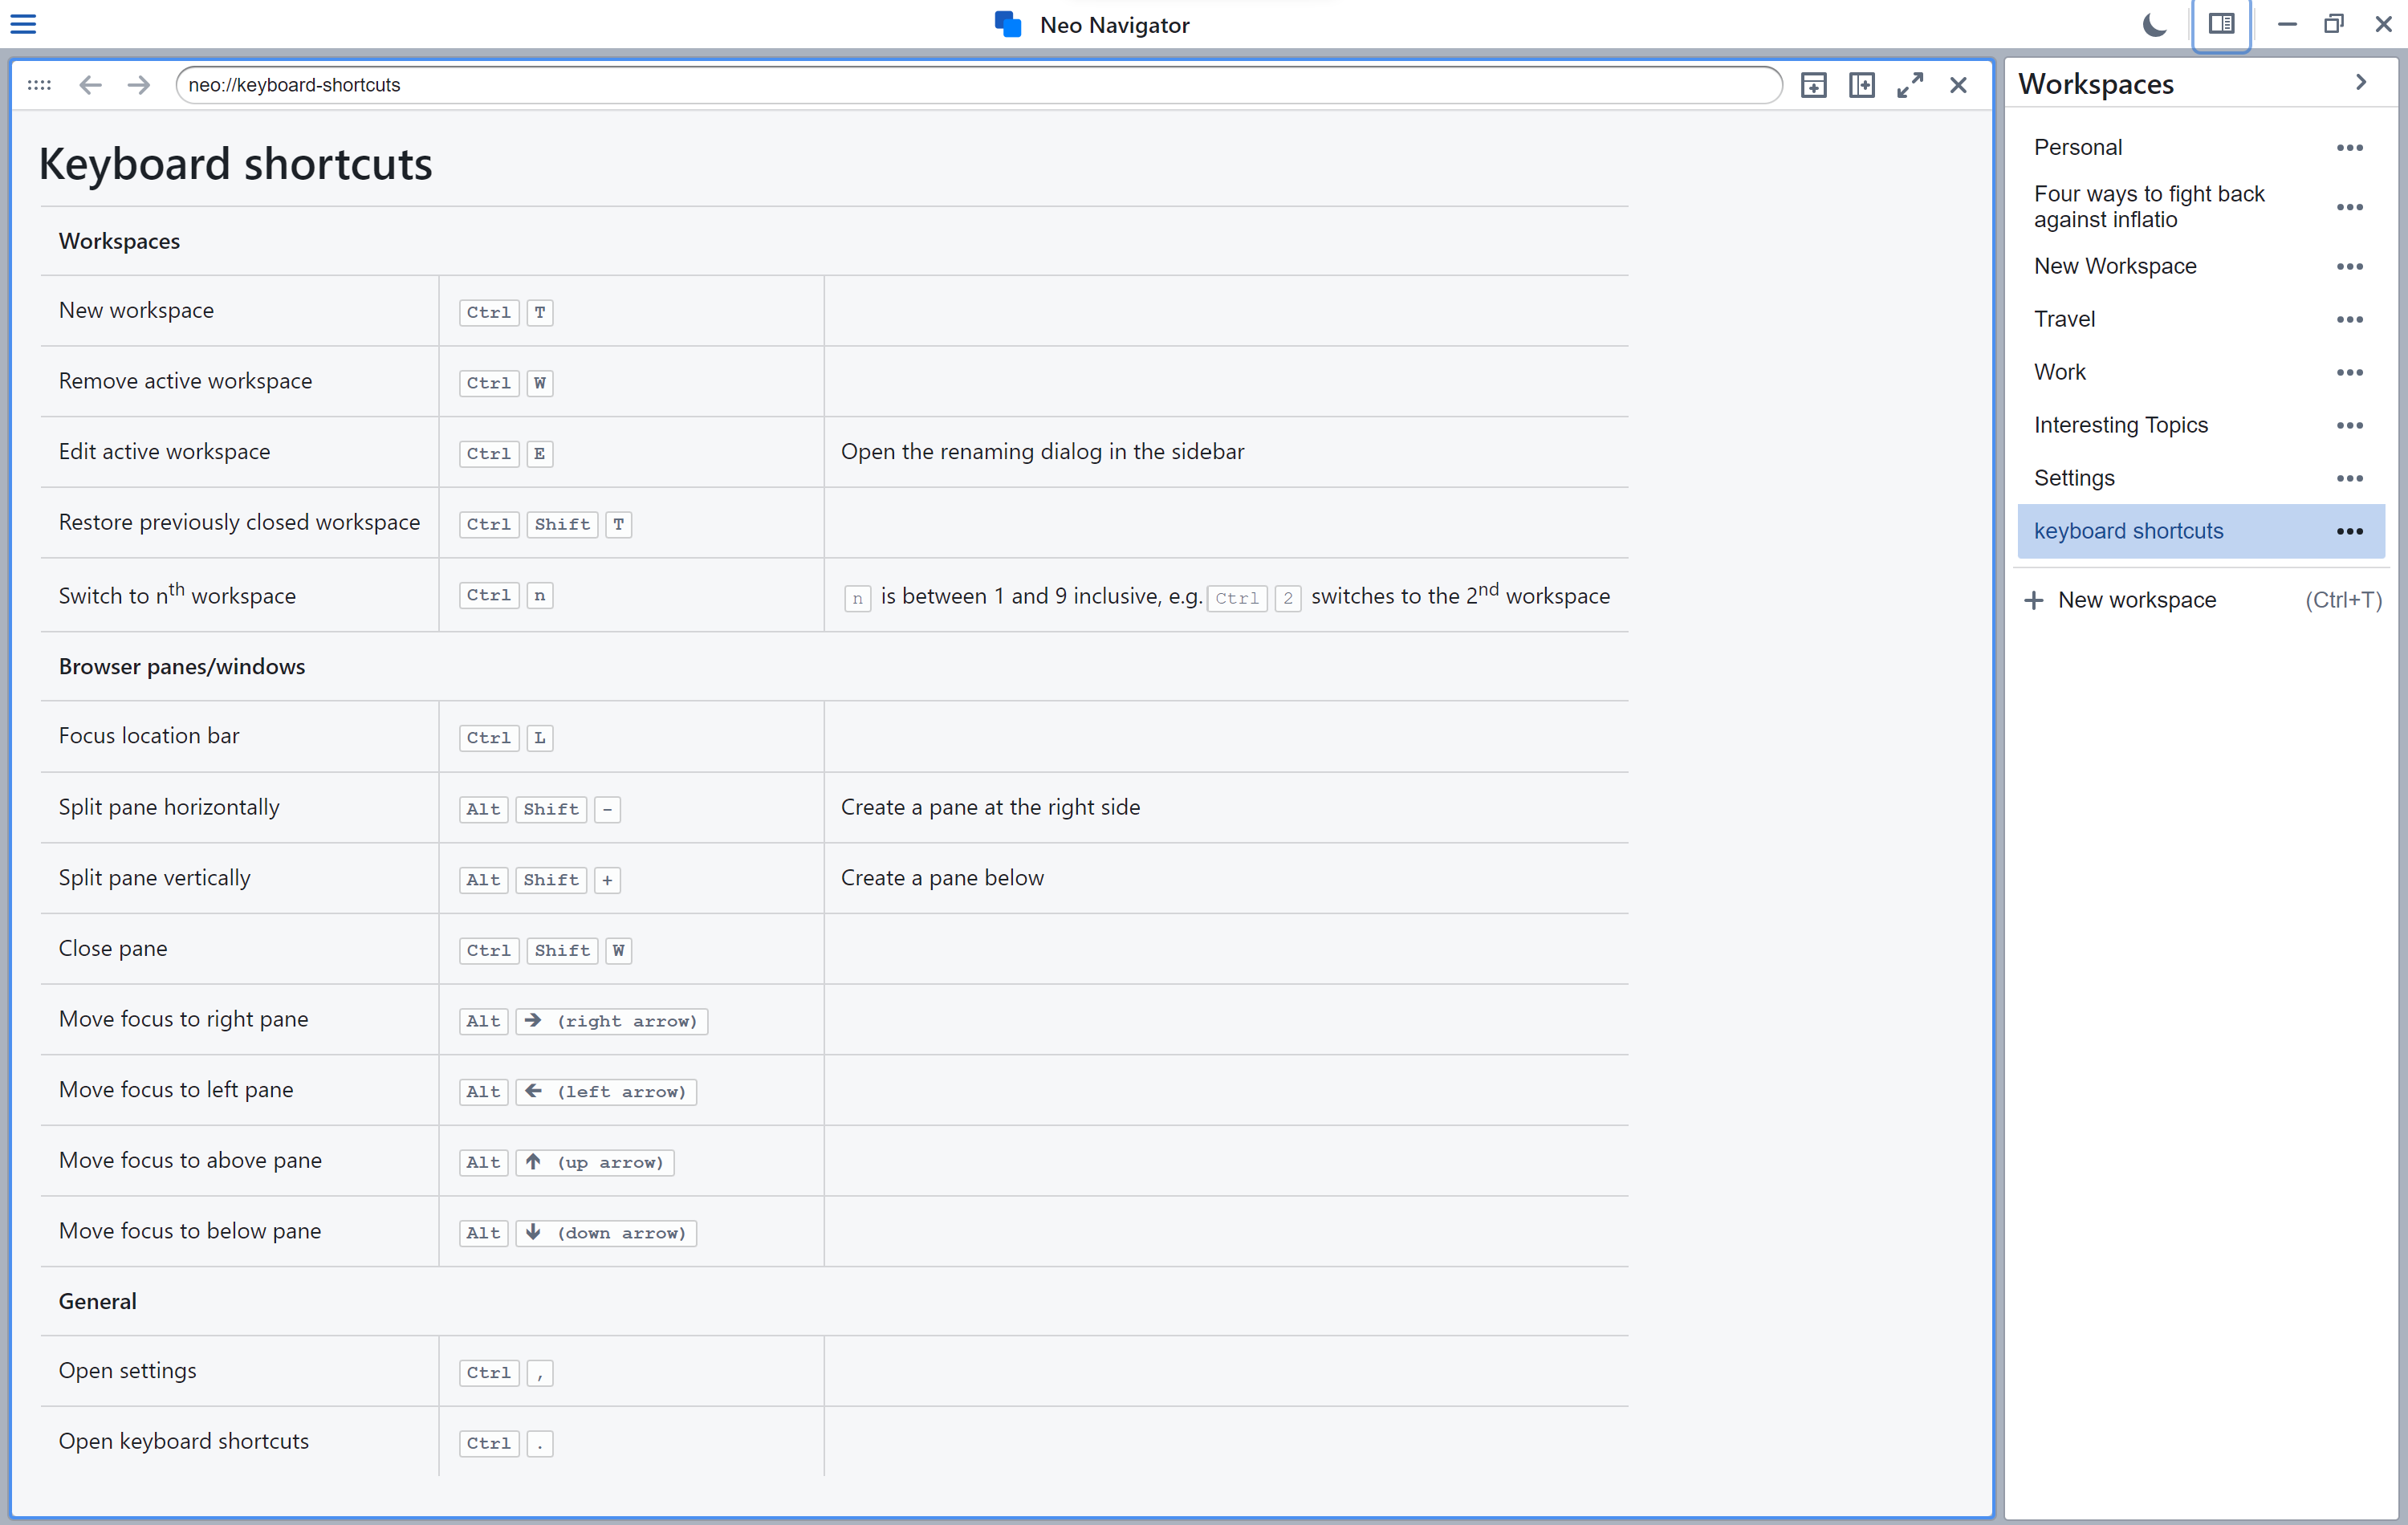 Neo Navigator
neo://keyboard-shortcuts
Keyboard shortcuts
Workspaces
New workspace Ctrl T
Remove active workspace Ctrl W
Edit active workspace Ctrl E Open the renaming dialog in the sidebar
Restore previously closed workspace Ctrl Shift T
Switch to nth workspace Ctrl n n is between 1 and 9 inclusive, e.g. Ctrl 2 switches to the 2nd workspace
Browser panes/windows
Focus location bar Ctrl L
Split pane horizontally Alt Shift - Create a pane at the right side
Split pane vertically Alt Shift + Create a pane below
Close pane Ctrl Shift W
Move focus to right pane Alt → (right arrow)
Move focus to left pane Alt ← (left arrow)
Move focus to above pane Alt ↑ (up arrow)
Move focus to below pane Alt ↓ (down arrow)
General
Open settings Ctrl ,
Open keyboard shortcuts Ctrl .
Workspaces
Personal
Four ways to fight back
against inflatio
New Workspace
Travel
Work
Interesting Topics
Settings
keyboard shortcuts
New workspace (Ctrl+T)